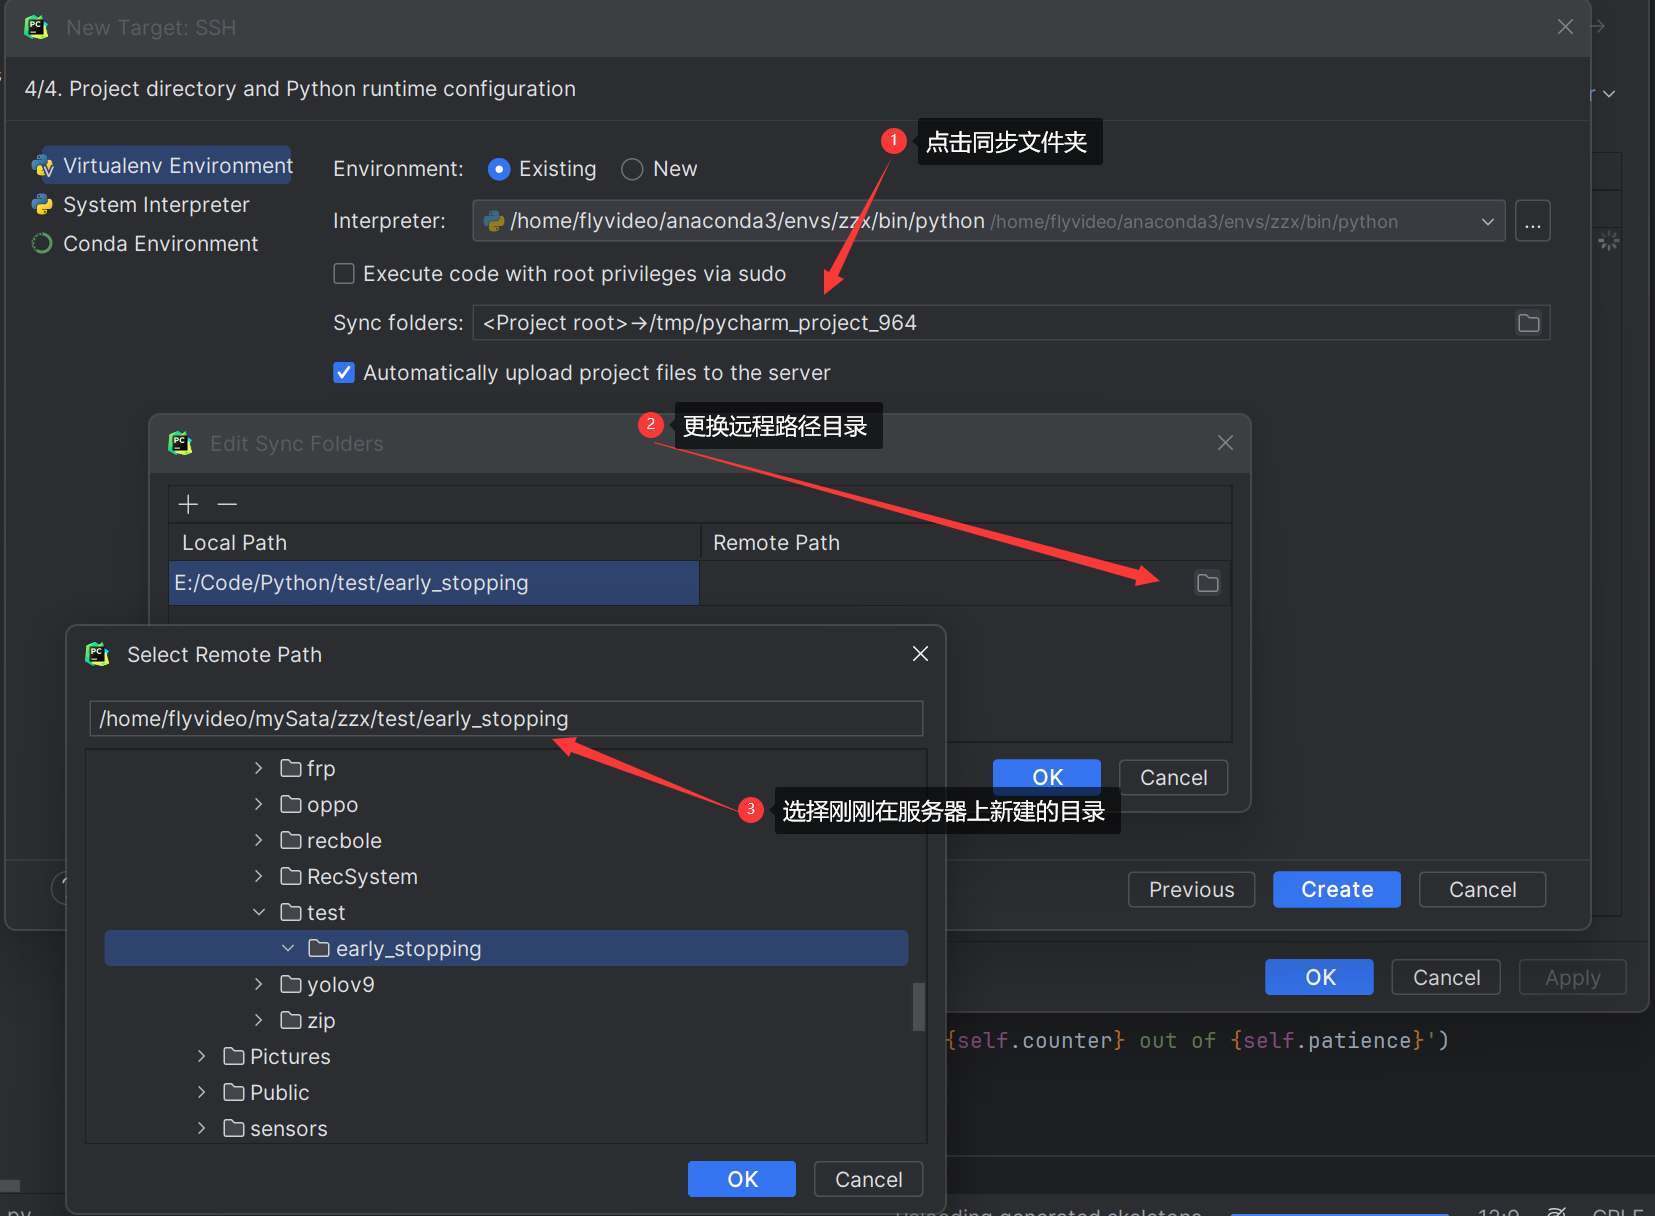 New Target: SSH
4/4. Project directory and Python runtime configuration
1 点击同步文件夹
Virtualenv Environment
System Interpreter
Conda Environment
Environment: Existing New
Interpreter: /home/flyvideo/anaconda3/envs/zzx/bin/python /home/flyvideo/anaconda3/envs/zzx/bin/python ...
Execute code with root privileges via sudo
Sync folders: <Project root>→/tmp/pycharm_project_964
Automatically upload project files to the server
2 更换远程路径目录
Edit Sync Folders
Local Path Remote Path
E:/Code/Python/test/early_stopping
Select Remote Path
/home/flyvideo/mySata/zzx/test/early_stopping
OK Cancel
3 选择刚刚在服务器上新建的目录
frp
oppo
recbole
RecSystem
test
early_stopping
yolov9
zip
Pictures
Public
sensors
OK Cancel
Previous Create Cancel
OK Cancel Apply
{self.counter} out of {self.patience}')